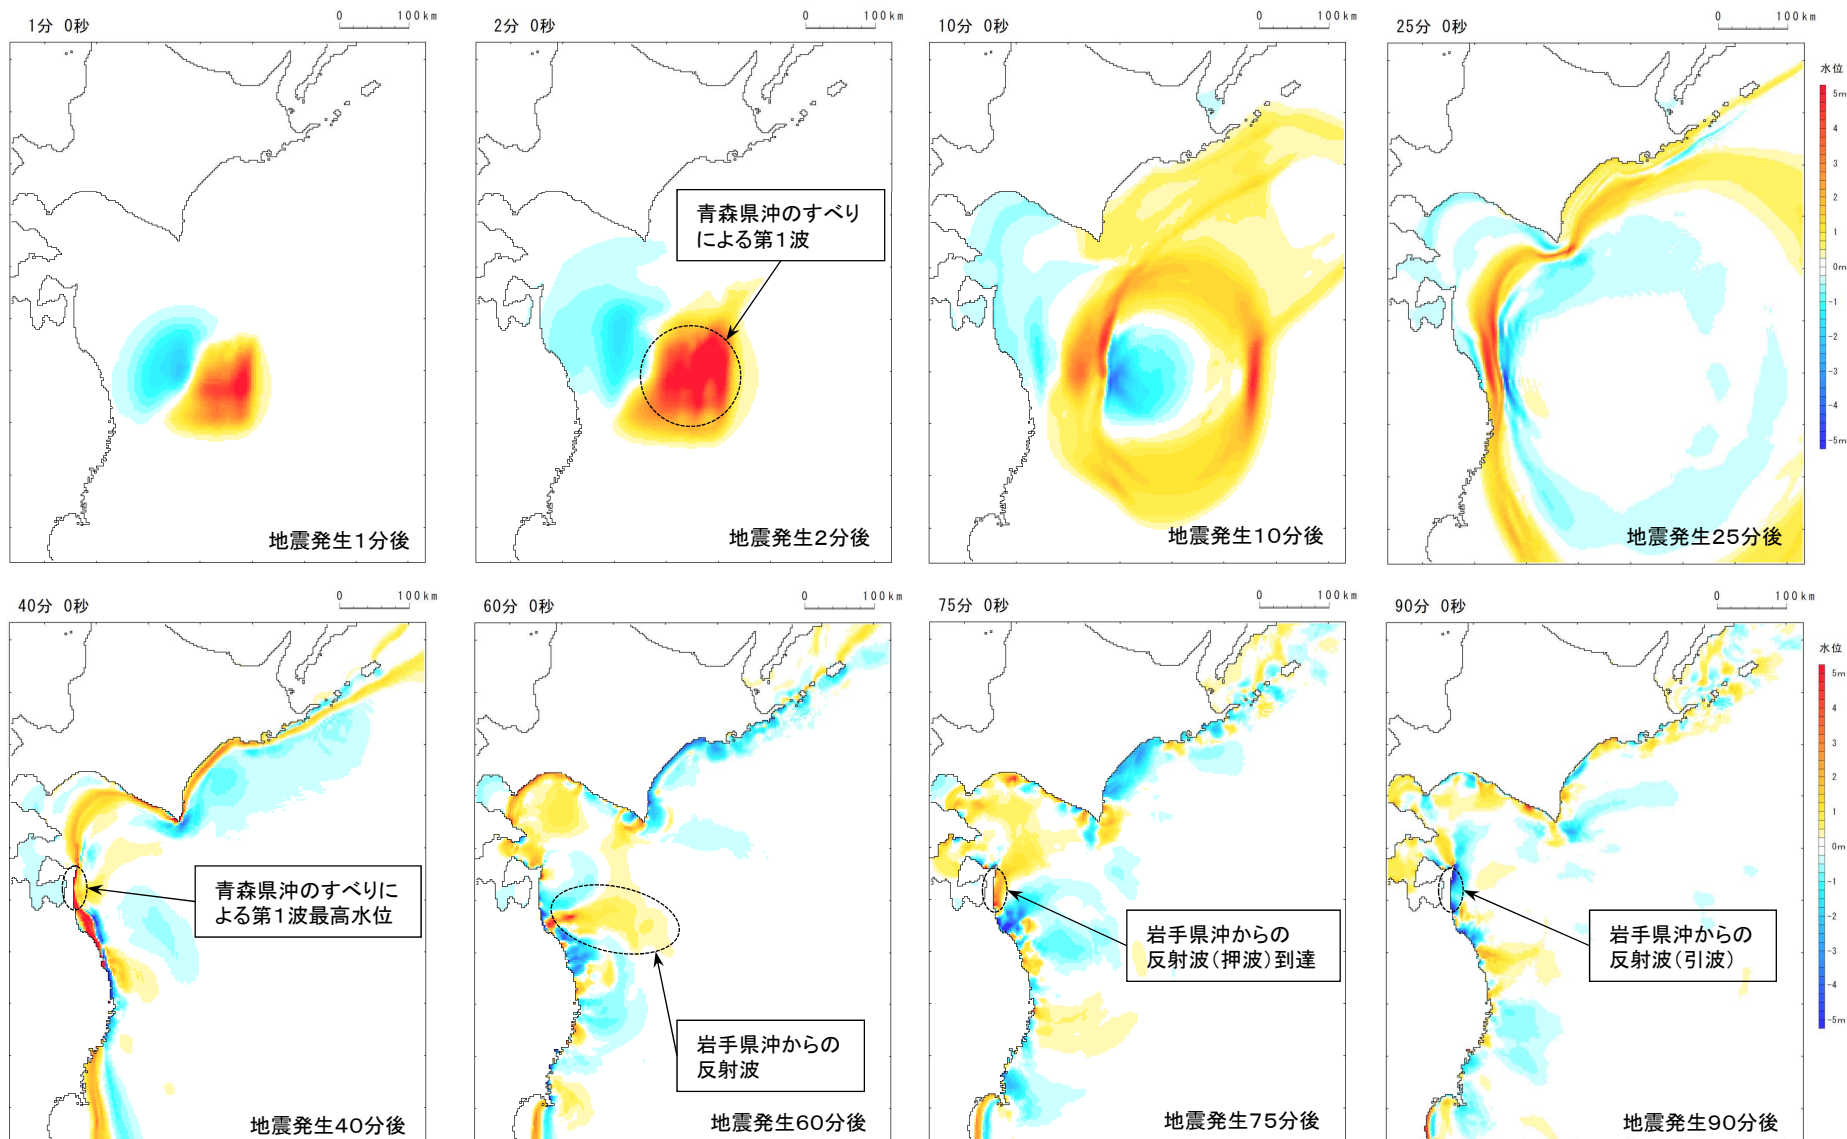 1分 0秒
0 100km
地震発生1分後
2分 0秒
0 100km
青森県沖のすべり
による第1波
地震発生2分後
10分 0秒
0 100km
地震発生10分後
25分 0秒
0 100km
地震発生25分後
水位
5m
4
3
2
1
0m
-1
-2
-3
-4
-5m
40分 0秒
0 100km
青森県沖のすべりに
よる第1波最高水位
地震発生40分後
60分 0秒
0 100km
岩手県沖からの
反射波
地震発生60分後
75分 0秒
0 100km
岩手県沖からの
反射波(押波)到達
地震発生75分後
90分 0秒
0 100km
岩手県沖からの
反射波(引波)
地震発生90分後
水位
5m
4
3
2
1
0m
-1
-2
-3
-4
-5m